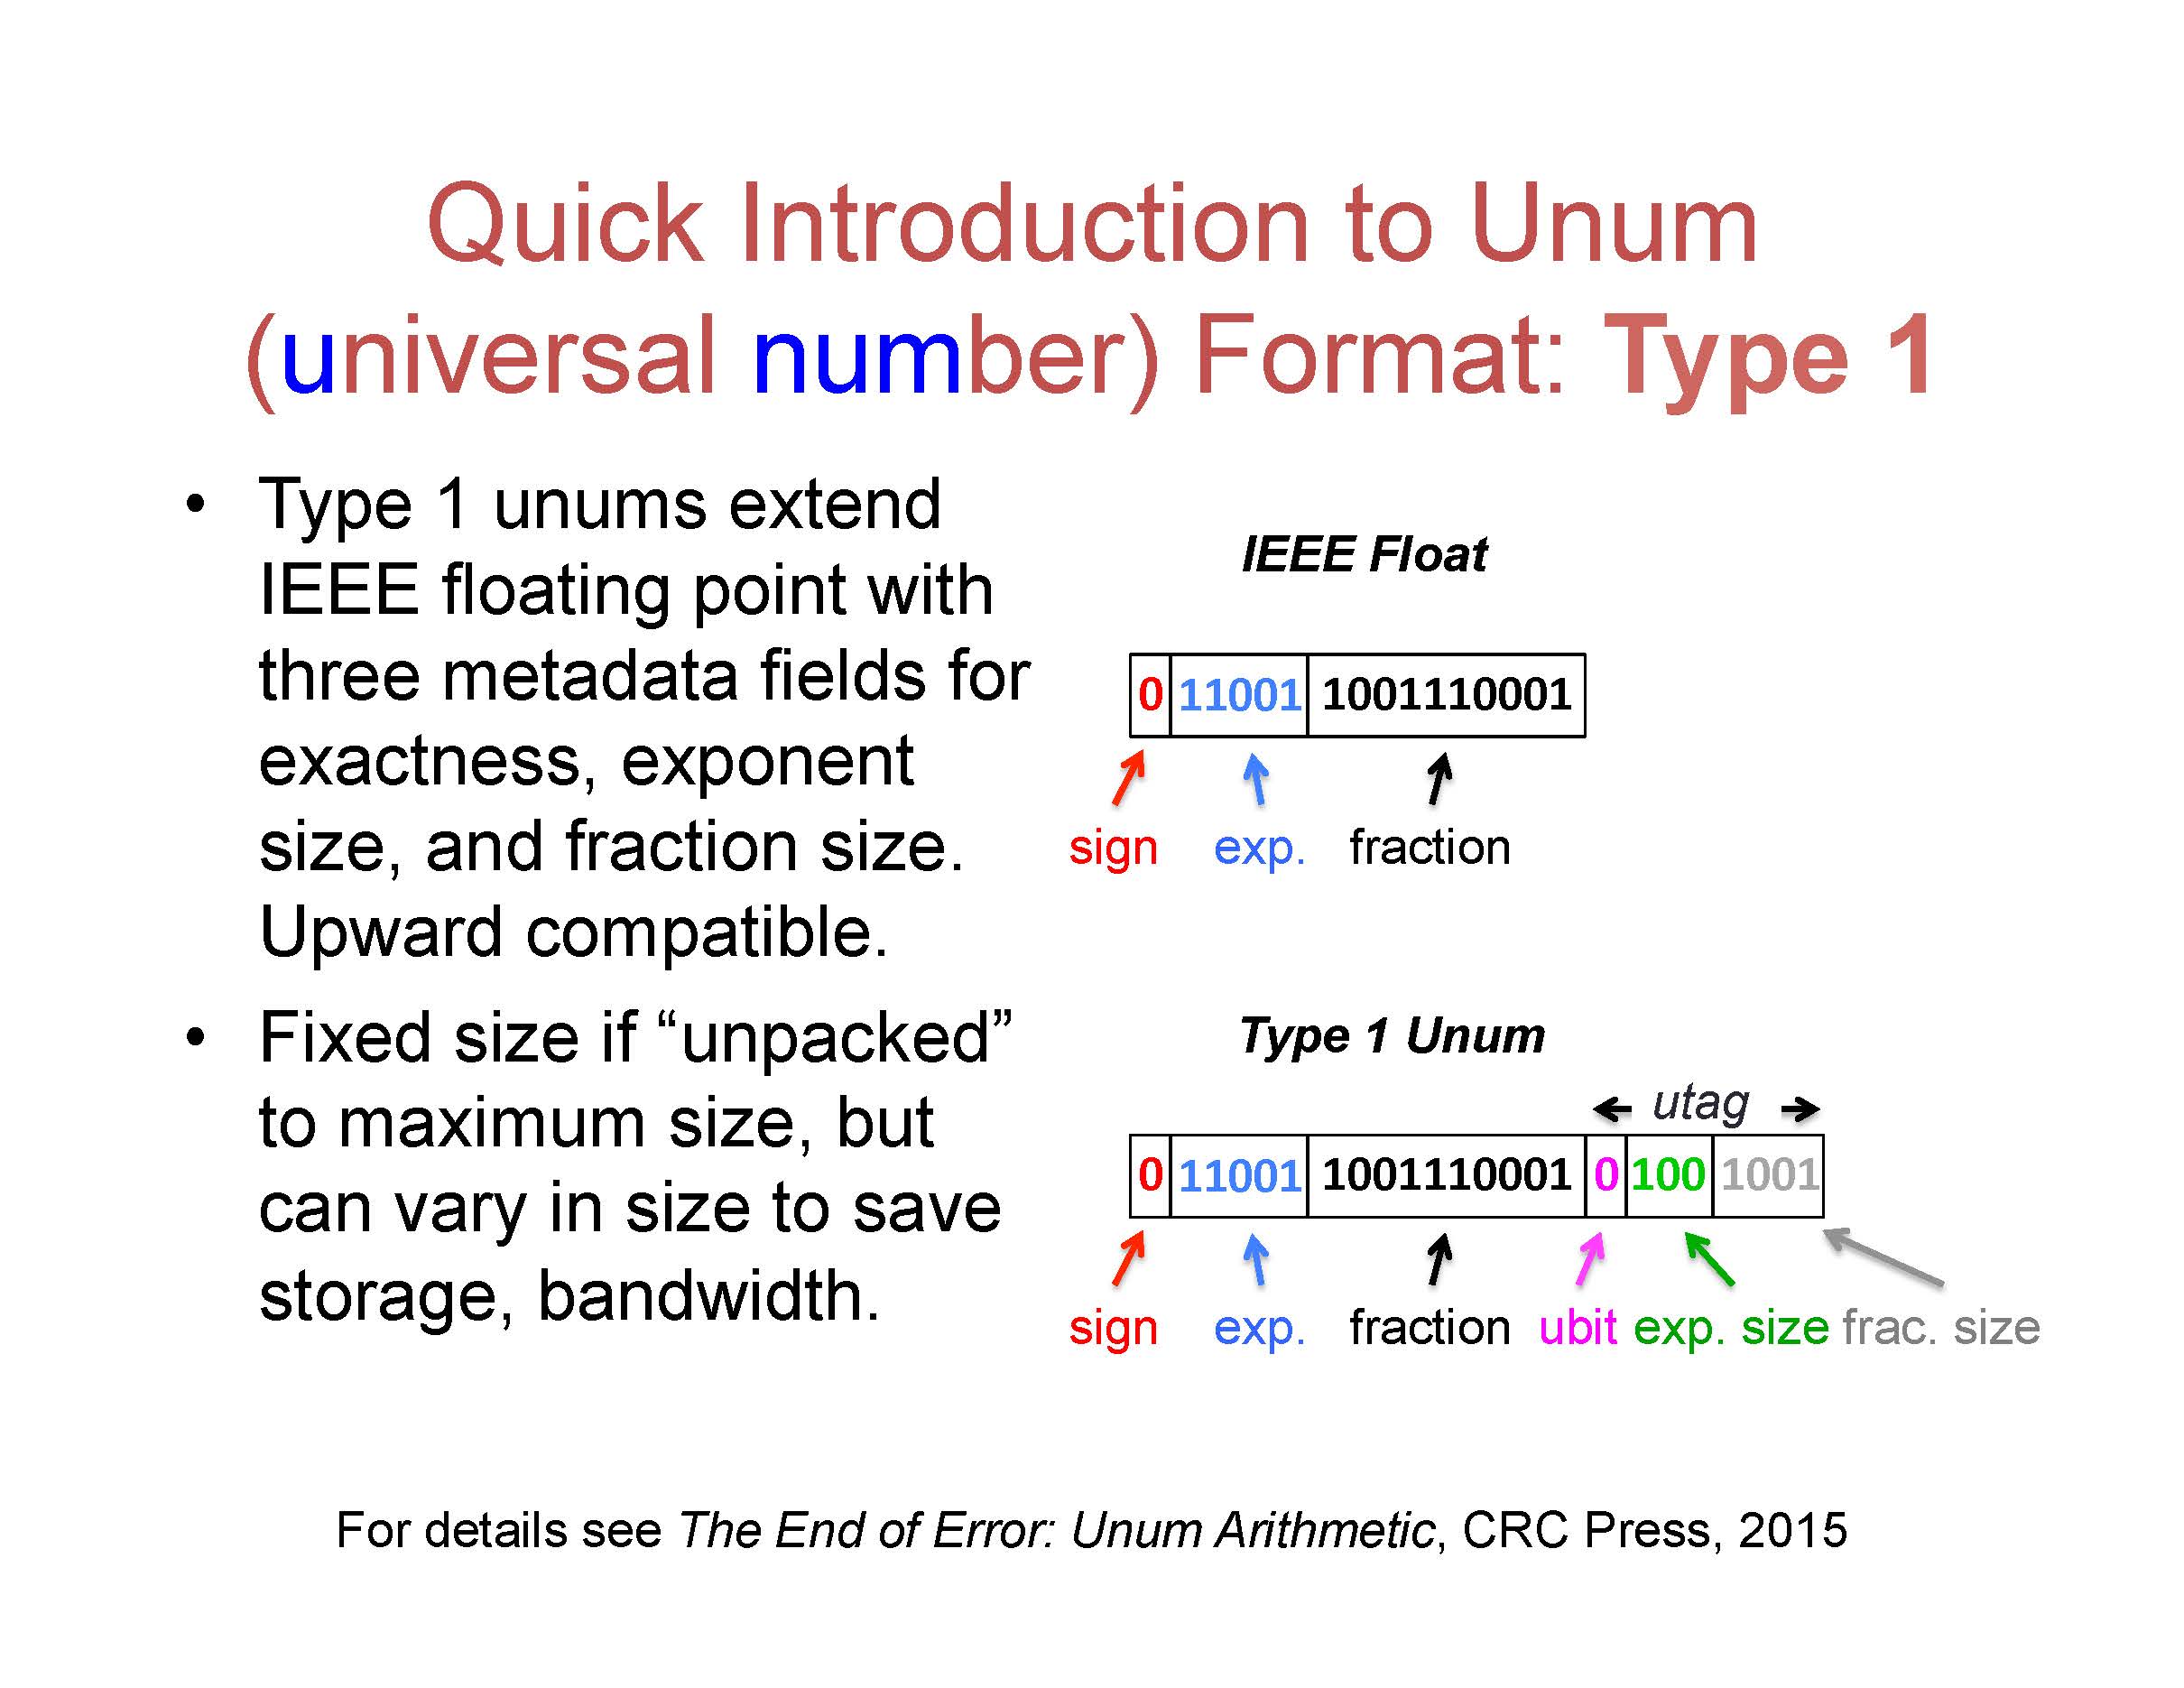 Quick Introduction to Unum
(universal number) Format: Type 1
• Type 1 unums extend
IEEE floating point with
three metadata fields for
exactness, exponent
size, and fraction size.
Upward compatible.
• Fixed size if “unpacked”
to maximum size, but
can vary in size to save
storage, bandwidth.
IEEE Float
0 11001 1001110001
sign exp. fraction
Type 1 Unum
utag
0 11001 1001110001 0 100 1001
sign exp. fraction ubit exp. size frac. size
For details see The End of Error: Unum Arithmetic, CRC Press, 2015